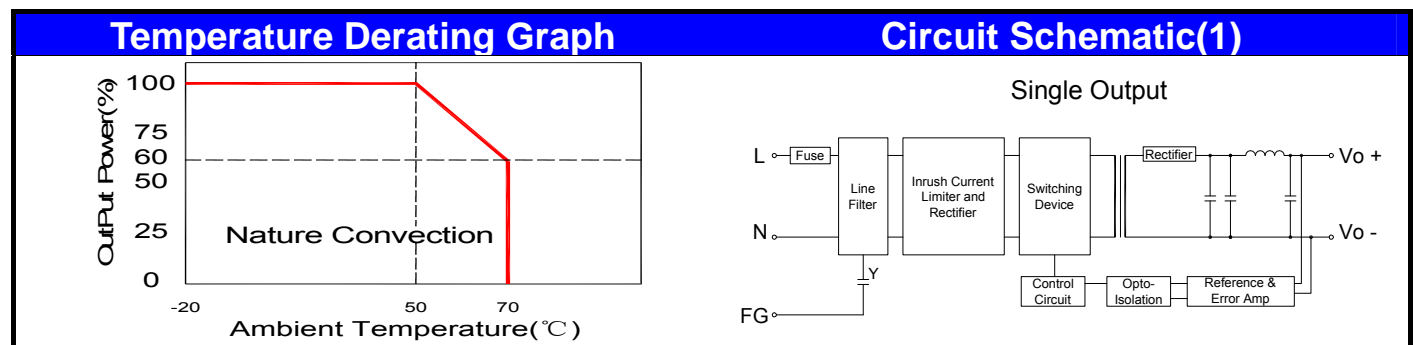 Temperature Derating Graph
OutPut Power(%)
100
75
60
50
25
0
Nature Convection
-20
50
70
Ambient Temperature(℃)
Circuit Schematic(1)
Single Output
L
Fuse
Line
Filter
Inrush Current
Limiter and
Rectifier
Switching
Device
Rectifier
Vo +
N
Vo -
Y
Control
Circuit
Opto-
Isolation
Reference &
Error Amp
FG